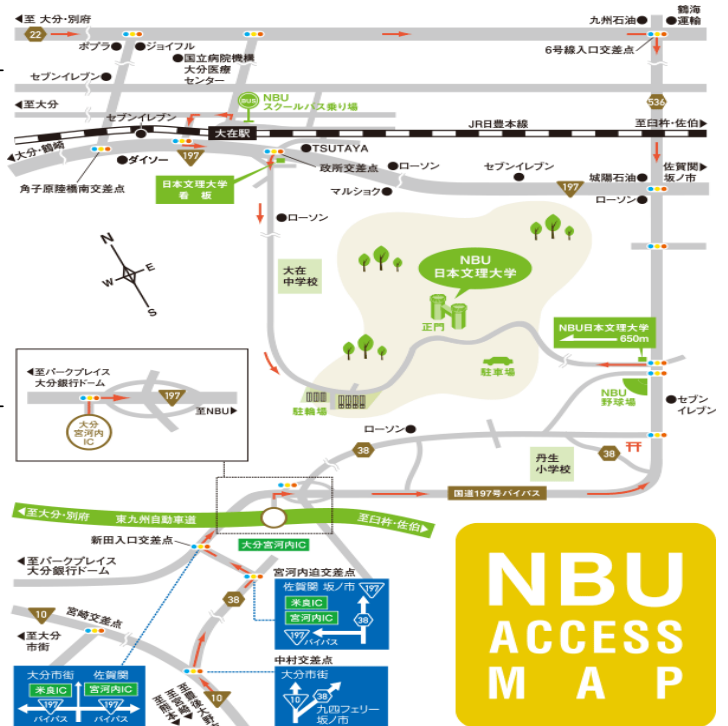 ◀至 大分・別府
22
ポプラ
ジョイフル
国立病院機構
大分医療
センター
九州石油
鶴海
運輸
6号線入口交差点
セブンイレブン
◀至大分
セブンイレブン
BUS
NBU
スクールバス乗り場
536
大在駅
JR日豊本線
至臼杵・佐伯▶
◀大分・鶴崎
ダイソー
197
TSUTAYA
政所交差点
ローソン
セブンイレブン
城陽石油
佐賀関▶
坂ノ市
角子原陸橋南交差点
日本文理大学
看 板
マルショク
197
ローソン
ローソン
N
E
W
S
大在
中学校
NBU
日本文理大学
正門
NBU日本文理大学
650m
駐車場
駐輪場
NBU
野球場
セブン
イレブン
◀至パークプレイス
大分銀行ドーム
197
至NBU▶
大分
宮河内
IC
ローソン
38
丹生
小学校
38
国道197号バイパス
◀至大分・別府
東九州自動車道
至臼杵・佐伯▶
新田入口交差点
大分宮河内IC
◀至パークプレイス
大分銀行ドーム
宮河内迫交差点
佐賀関 坂ノ市
197
米良IC
宮河内IC
38
197
バイパス
38
10
宮崎交差点
◀至大分
市街
中村交差点
大分市街
10
38
九四フェリー
坂ノ市
大分市街
佐賀関
米良IC
宮河内IC
197
197
バイパス
バイパス
10
NBU
ACCESS
MAP